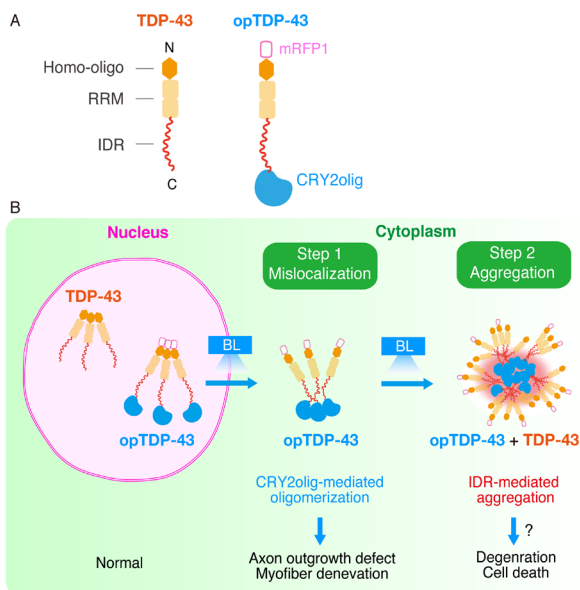 A
TDP-43
opTDP-43
N
mRFP1
Homo-oligo
RRM
IDR
C
CRY2olig
B
Nucleus
Cytoplasm
Step 1
Mislocalization
Step 2
Aggregation
TDP-43
BL
BL
opTDP-43
opTDP-43
opTDP-43 + TDP-43
CRY2olig-mediated
oligomerization
IDR-mediated
aggregation
?
Normal
Axon outgrowth defect
Myofiber denevation
Degenration
Cell death